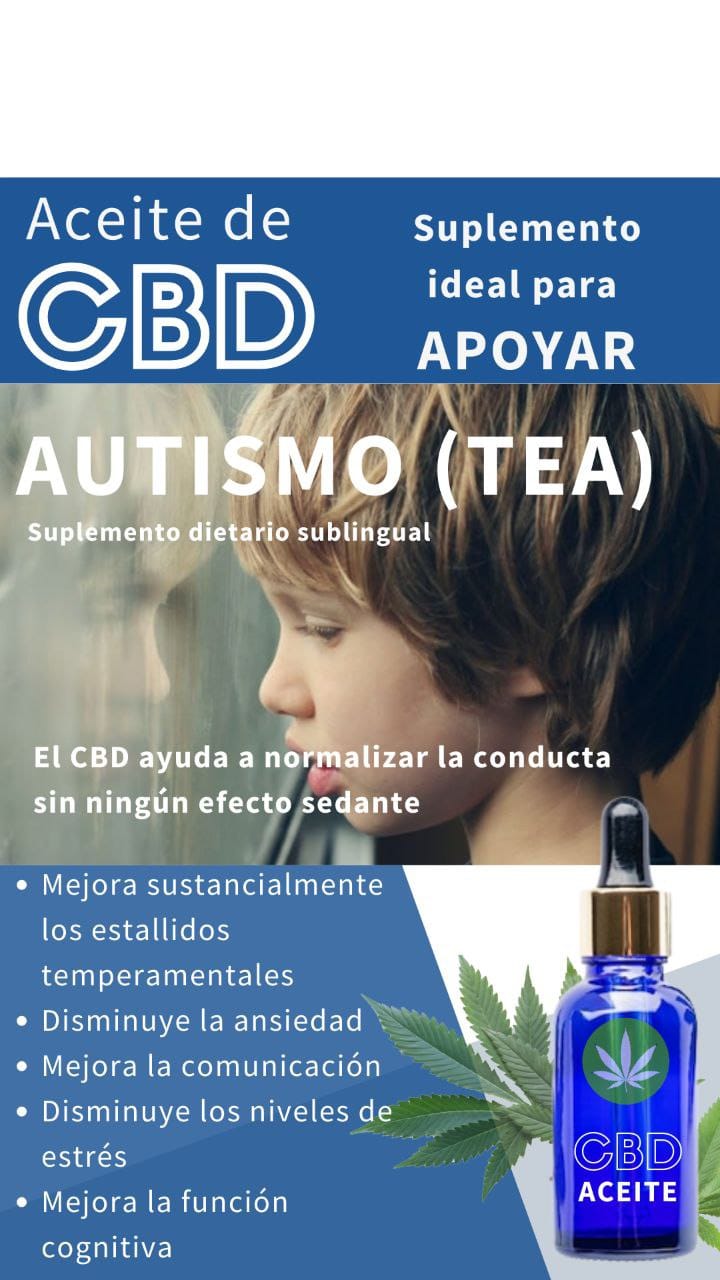 Aceite de
CBD
Suplemento
ideal para
APOYAR
AUTISMO (TEA)
Suplemento dietario sublingual
El CBD ayuda a normalizar la conducta
sin ningún efecto sedante
• Mejora sustancialmente
los estallidos
temperamentales
• Disminuye la ansiedad
• Mejora la comunicación
• Disminuye los niveles de
estrés
• Mejora la función
cognitiva
CBD
ACEITE